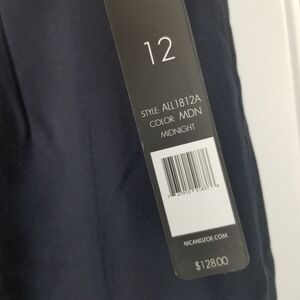 12
STYLE: ALL1812A
COLOR: MDN
MIDNIGHT
NICANDZOE.COM
$128.00